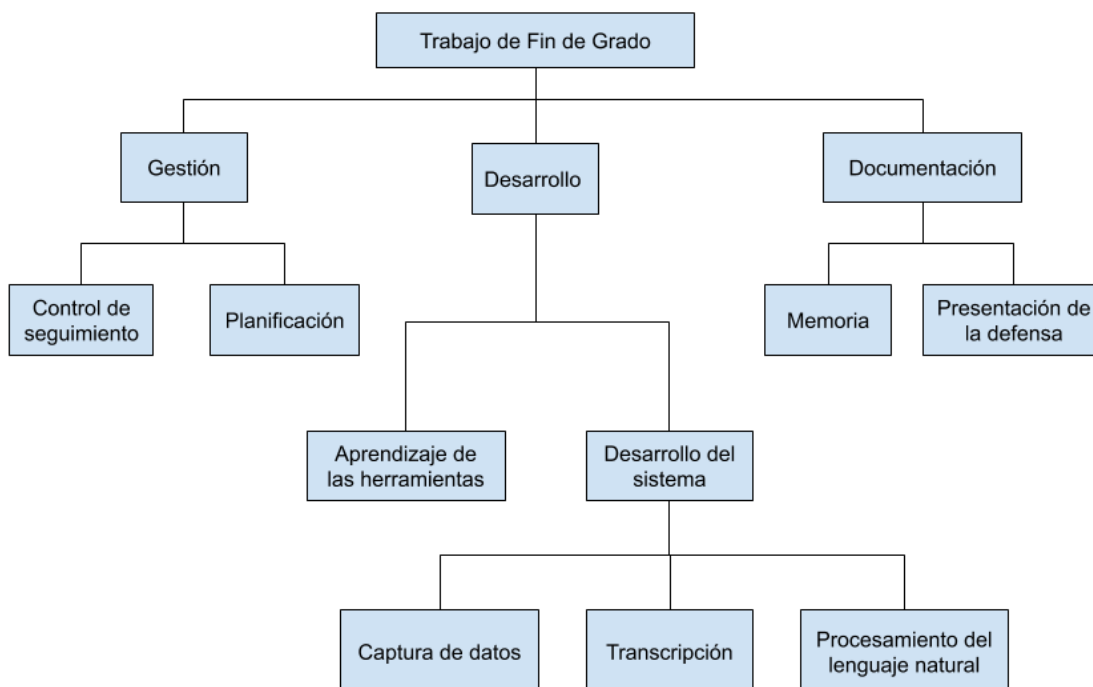 Trabajo de Fin de Grado
Gestión
Desarrollo
Documentación
Control de
seguimiento
Planificación
Memoria
Presentación de
la defensa
Aprendizaje de
las herramientas
Desarrollo del
sistema
Captura de datos
Transcripción
Procesamiento del
lenguaje natural